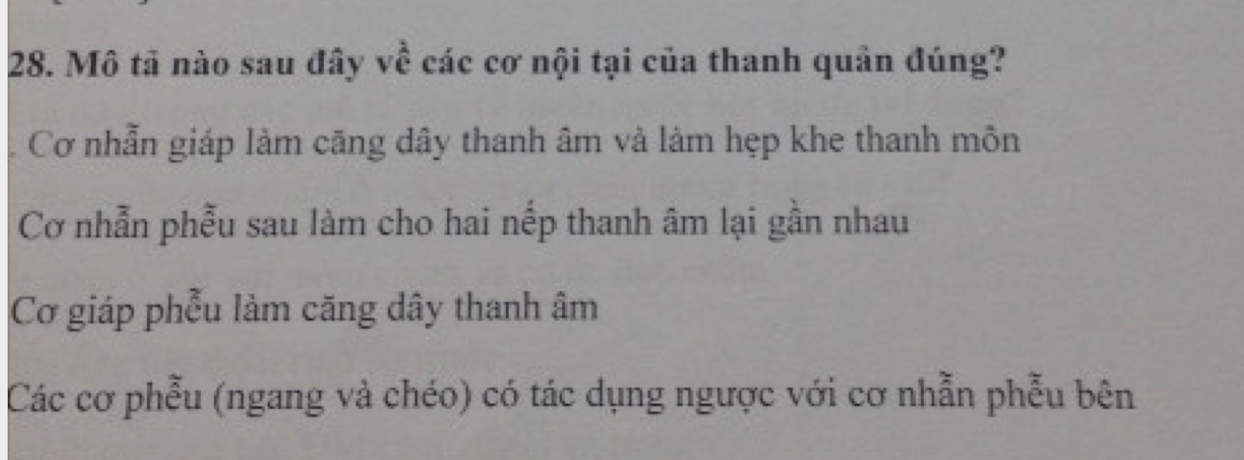 28. Mô tả nào sau đây về các cơ nội tại của thanh quản đúng?
. Cơ nhẫn giáp làm căng dây thanh âm và làm hẹp khe thanh môn
Cơ nhẫn phễu sau làm cho hai nếp thanh âm lại gần nhau
Cơ giáp phễu làm căng dây thanh âm
Các cơ phễu (ngang và chéo) có tác dụng ngược với cơ nhẫn phễu bên